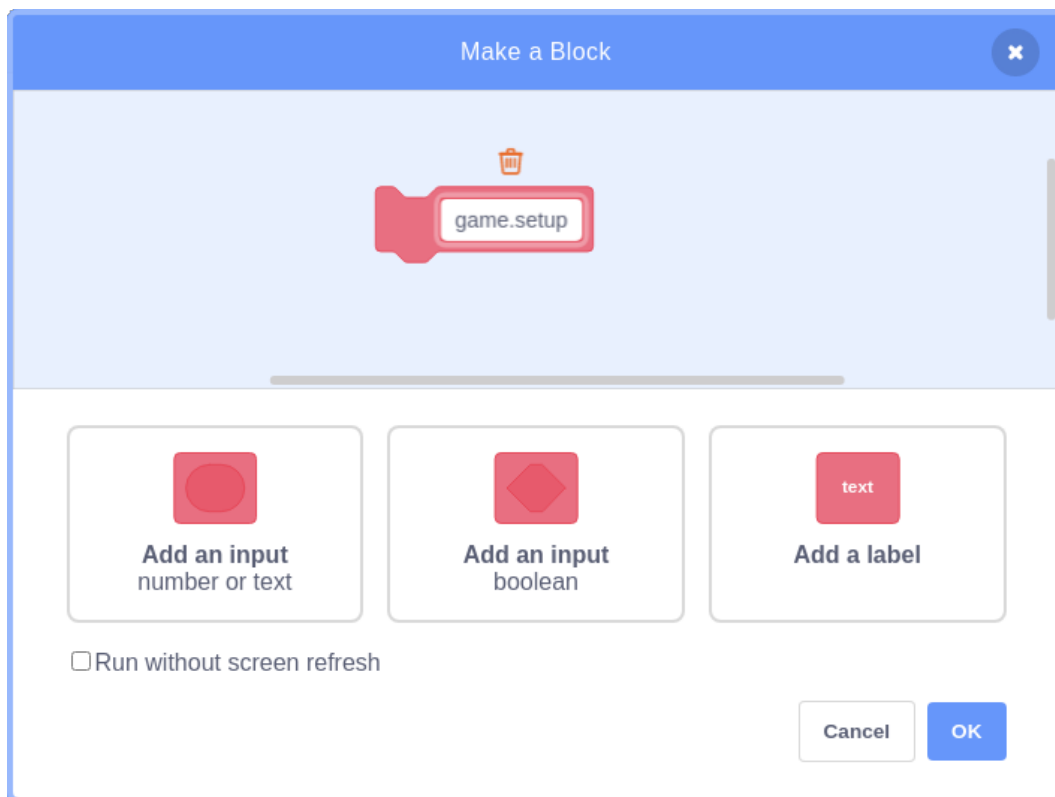 Make a Block
game.setup
text
Add an input
number or text
Add an input
boolean
Add a label
Run without screen refresh
Cancel
OK